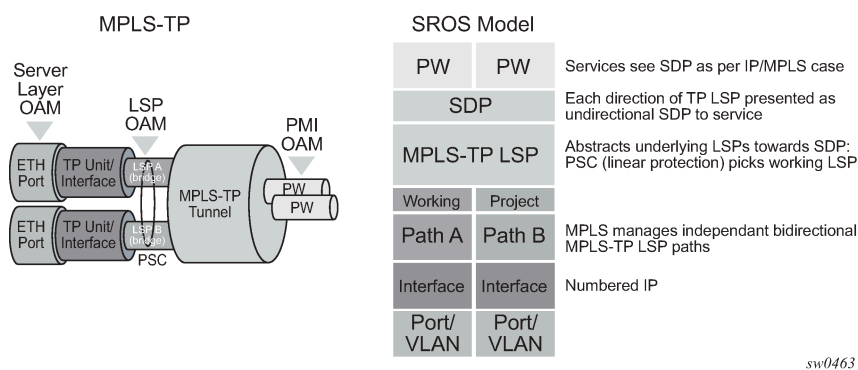 MPLS-TP
Server
Layer
OAM
LSP
OAM
PMI
OAM
ETH
Port
TP Unit/
Interface
LSP A
(bridge)
MPLS-TP
Tunnel
PW
PW
ETH
Port
TP Unit/
Interface
LSP B
(bridge)
PSC
SROS Model
PW PW
Services see SDP as per IP/MPLS case
SDP
Each direction of TP LSP presented as
undirectional SDP to service
MPLS-TP LSP
Abstracts underlying LSPs towards SDP:
PSC (linear protection) picks working LSP
Working Project
Path A Path B
MPLS manages independant bidirectional
MPLS-TP LSP paths
Interface Interface
Numbered IP
Port/ Port/
VLAN VLAN
sw0463